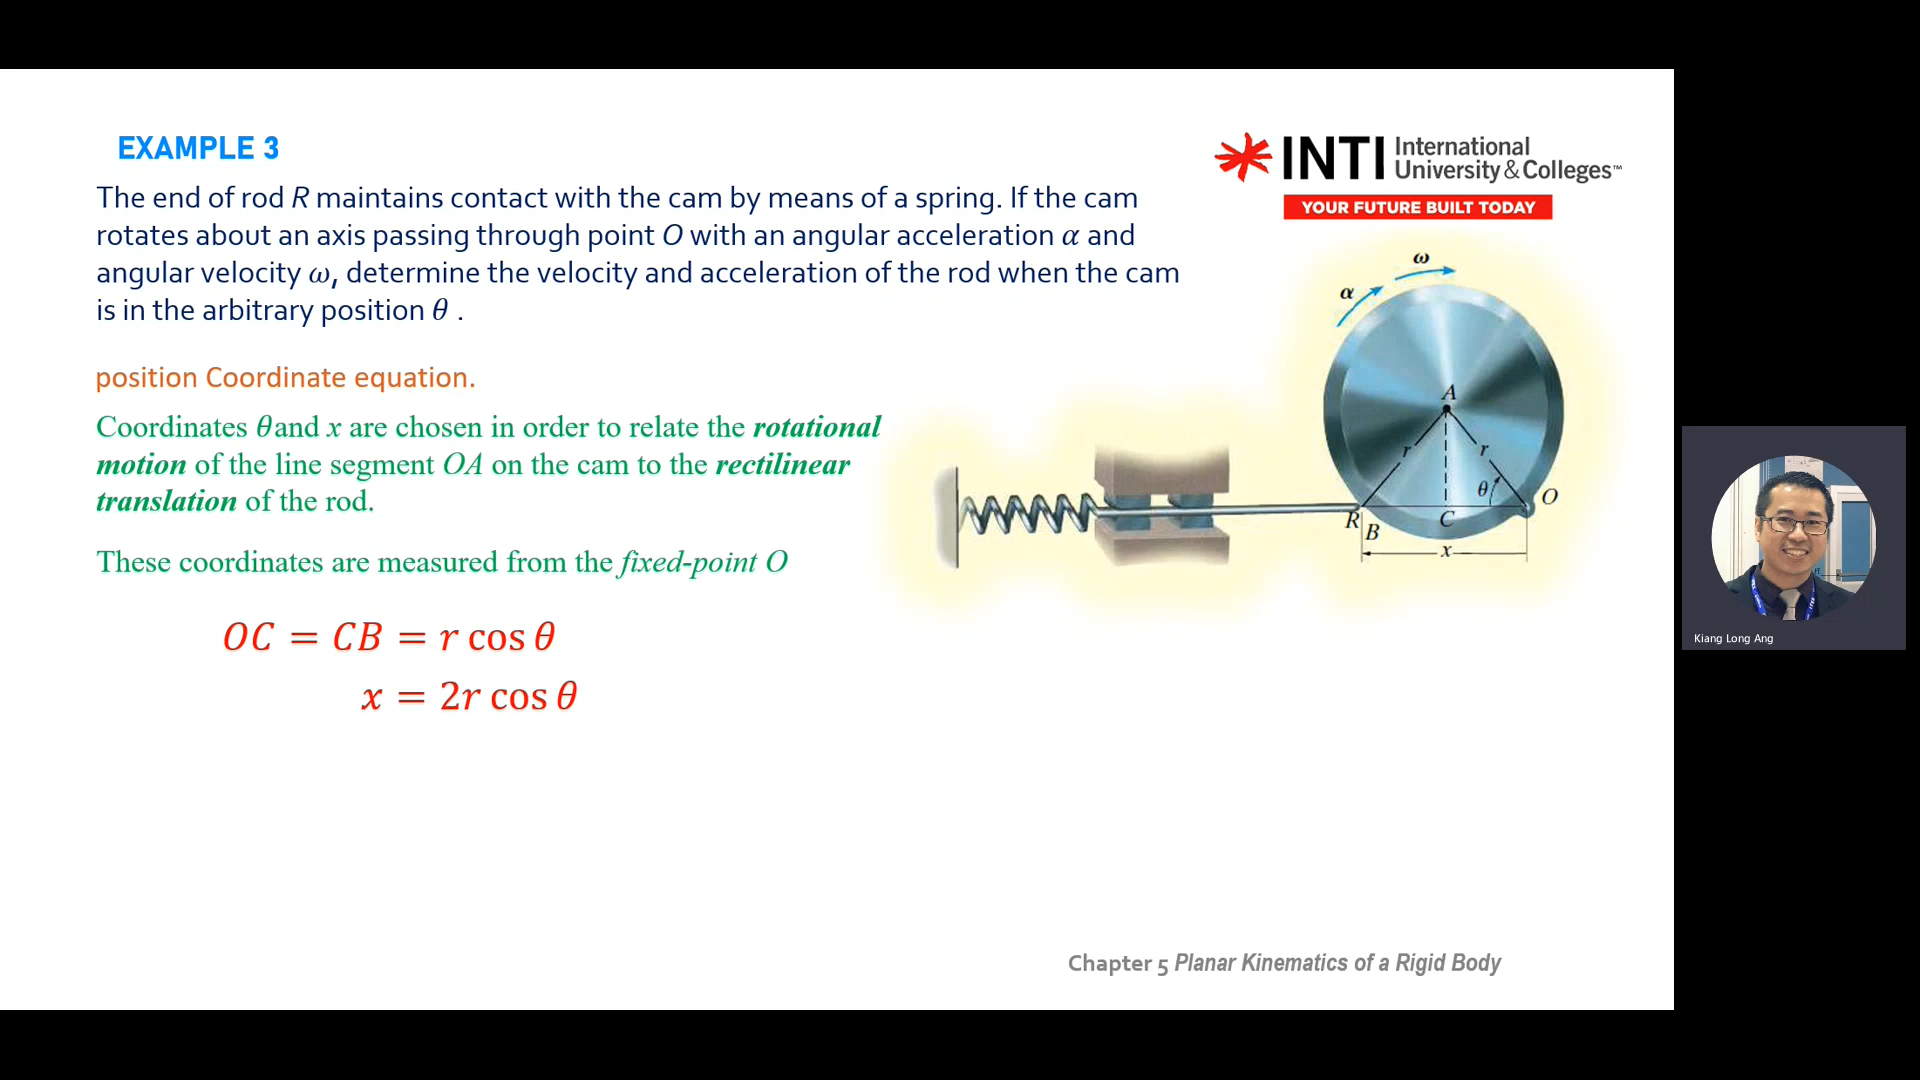 EXAMPLE 3
The end of rod R maintains contact with the cam by means of a spring. If the cam
rotates about an axis passing through point O with an angular acceleration α and
angular velocity ω, determine the velocity and acceleration of the rod when the cam
is in the arbitrary position θ .
position Coordinate equation.
Coordinates θ and x are chosen in order to relate the rotational
motion of the line segment OA on the cam to the rectilinear
translation of the rod.
These coordinates are measured from the fixed-point O
OC = CB = r cos θ
x = 2r cos θ
INTI International
University & Colleges™
YOUR FUTURE BUILT TODAY
ω
α
A
r
r
θ
O
R
B
C
x
Chapter 5 Planar Kinematics of a Rigid Body
Kiang Long Ang